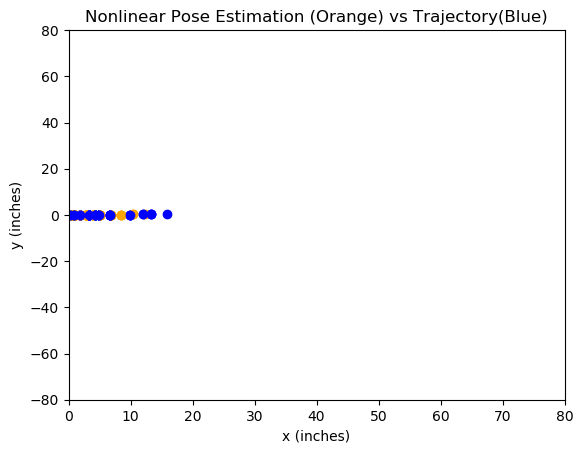 Nonlinear Pose Estimation (Orange) vs Trajectory(Blue)
80
60
40
20
0
−20
−40
−60
−80
y (inches)
0 10 20 30 40 50 60 70 80
x (inches)